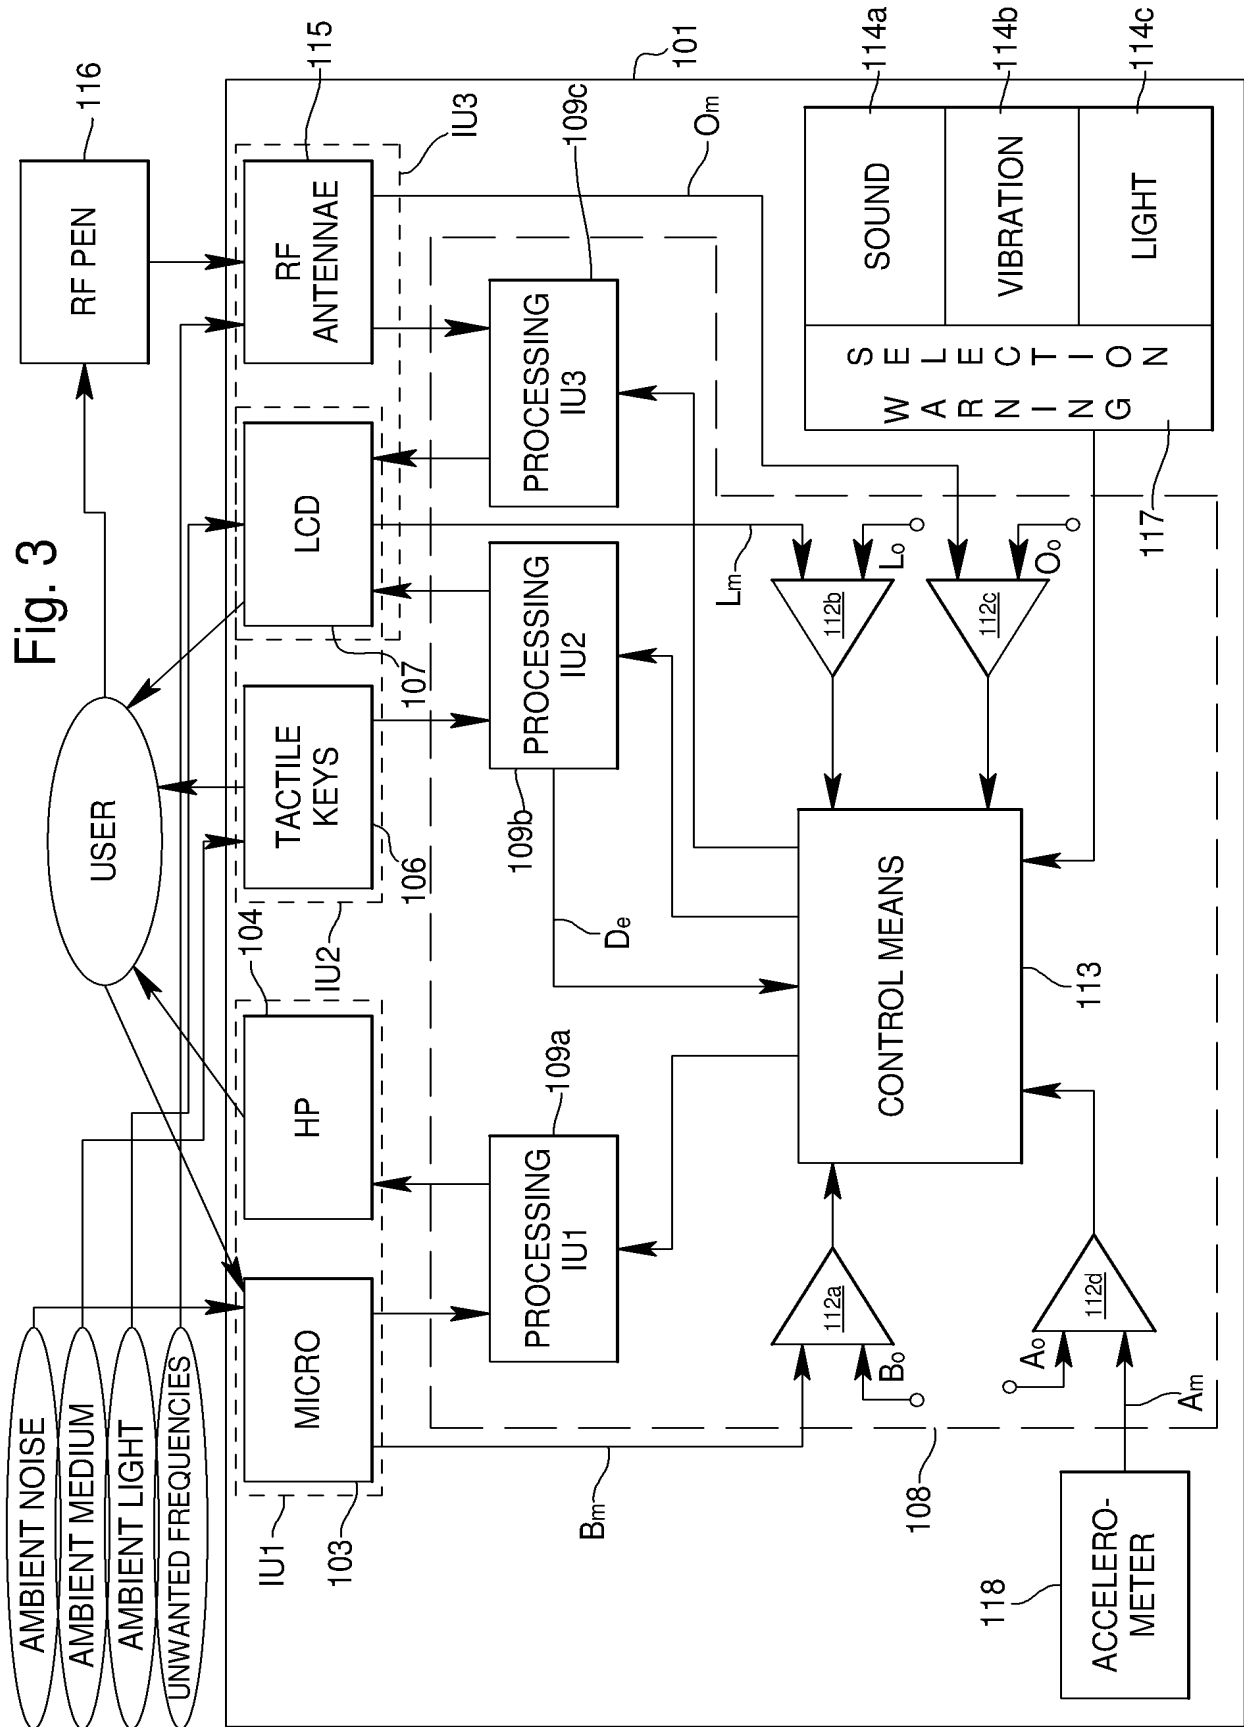 Fig. 3
AMBIENT NOISE
AMBIENT MEDIUM
AMBIENT LIGHT
UNWANTED FREQUENCIES
USER
RF PEN
116
IU1
103
MICRO
HP
104
IU2
TACTILE
KEYS
106
LCD
107
RF
ANTENNAE
115
IU3
101
PROCESSING
IU1
109a
PROCESSING
IU2
109b
PROCESSING
IU3
109c
Bm
De
Lm
Om
112a
Bo
112b
Lo
112c
Oo
CONTROL MEANS
113
108
118
ACCELERO-
METER
Am
Ao
112d
117
WARNING
SELECTION
SOUND
VIBRATION
LIGHT
114a
114b
114c